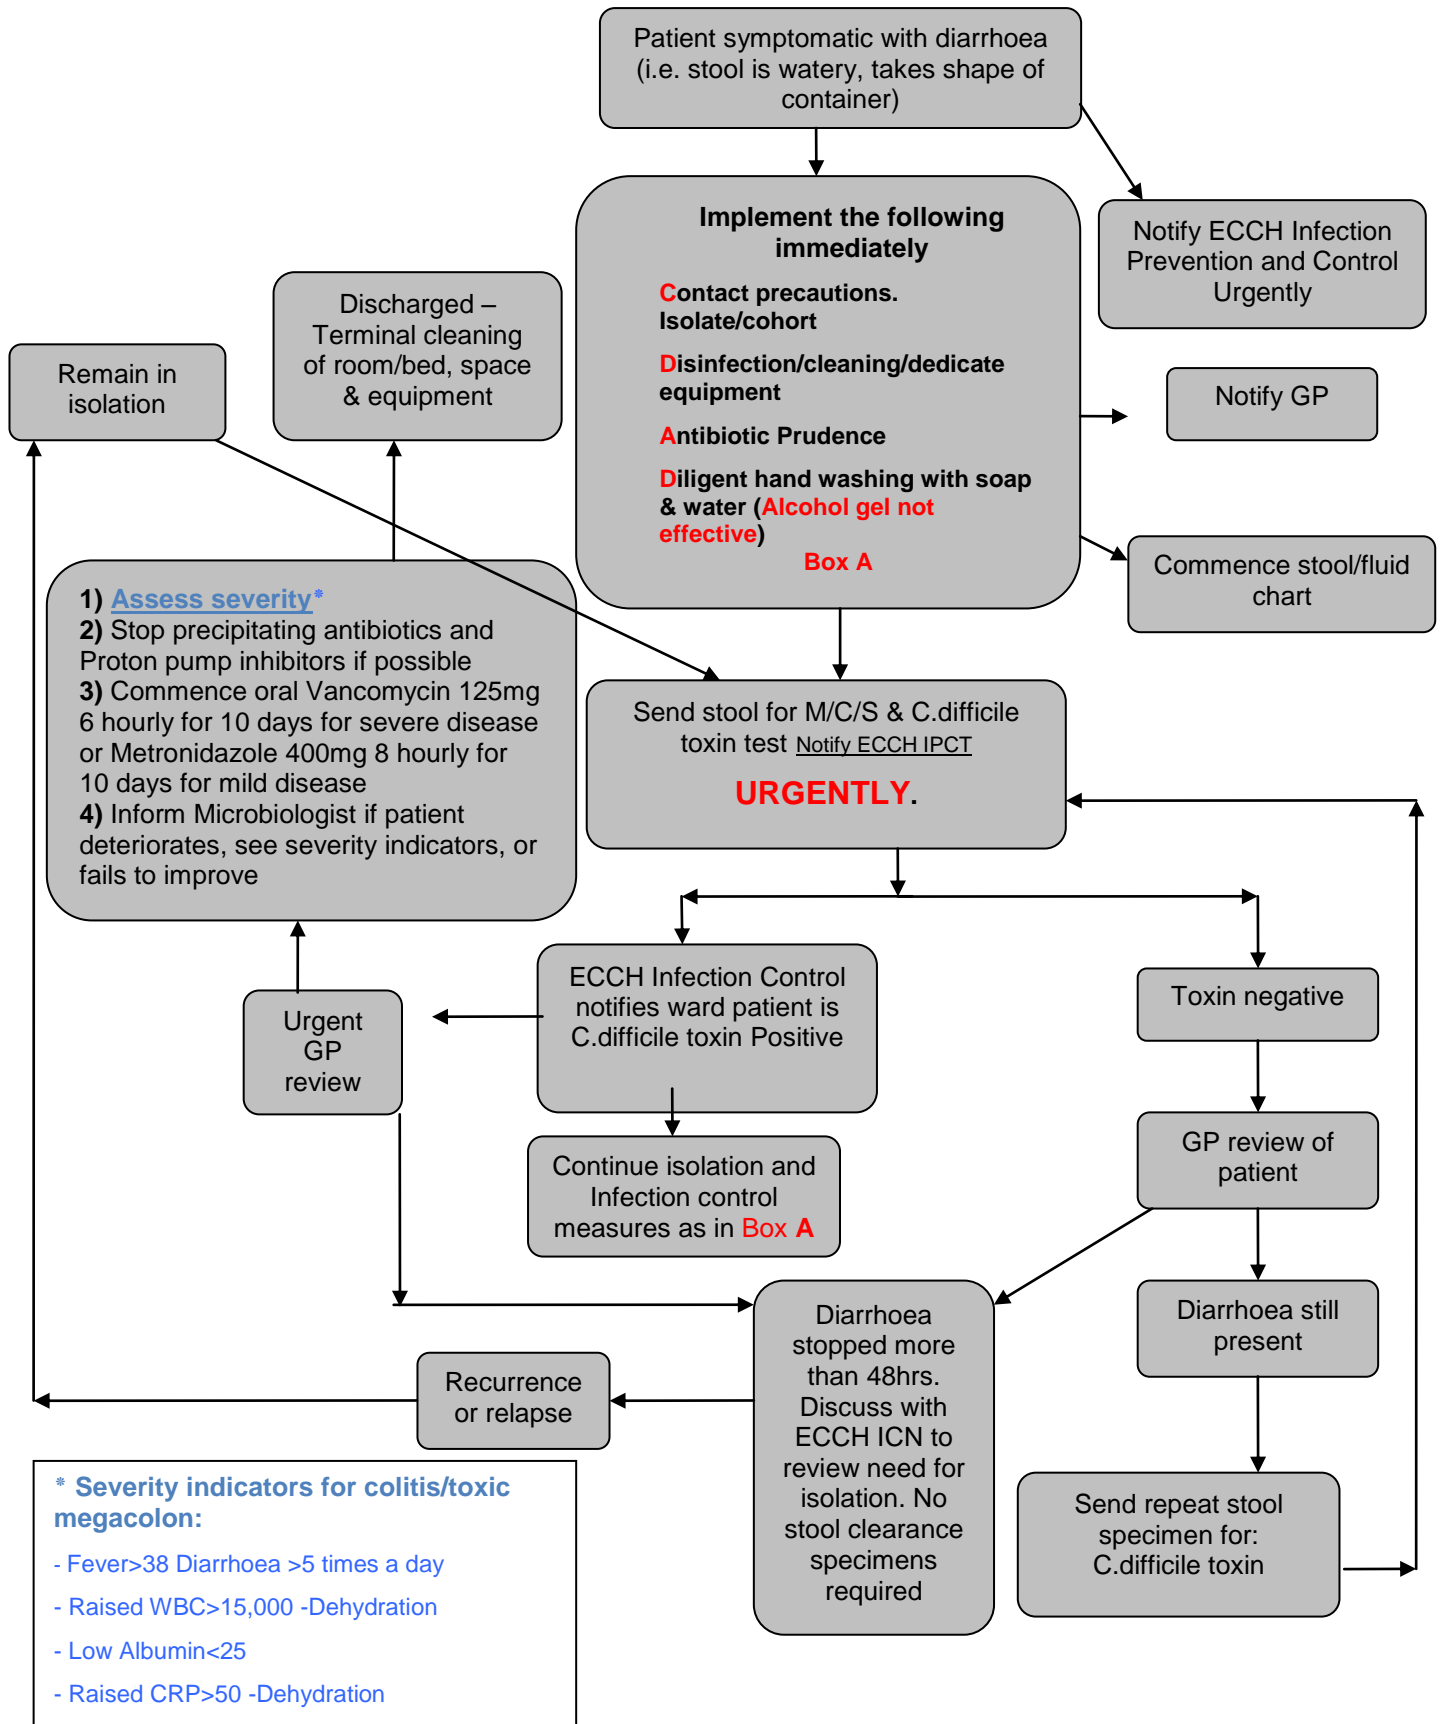 Patient symptomatic with diarrhoea
(i.e. stool is watery, takes shape of
container)
Implement the following
immediately
Contact precautions.
Isolate/cohort
Disinfection/cleaning/dedicate
equipment
Antibiotic Prudence
Diligent hand washing with soap
& water (Alcohol gel not
effective)
Box A
Notify ECCH Infection
Prevention and Control
Urgently
Notify GP
Commence stool/fluid
chart
Discharged –
Terminal cleaning
of room/bed, space
& equipment
Remain in
isolation
1) Assess severity*
2) Stop precipitating antibiotics and
Proton pump inhibitors if possible
3) Commence oral Vancomycin 125mg
6 hourly for 10 days for severe disease
or Metronidazole 400mg 8 hourly for
10 days for mild disease
4) Inform Microbiologist if patient
deteriorates, see severity indicators, or
fails to improve
Send stool for M/C/S & C.difficile
toxin test Notify ECCH IPCT
URGENTLY.
ECCH Infection Control
notifies ward patient is
C.difficile toxin Positive
Toxin negative
Urgent
GP
review
Continue isolation and
Infection control
measures as in Box A
GP review of
patient
Diarrhoea still
present
Diarrhoea
stopped more
than 48hrs.
Discuss with
ECCH ICN to
review need for
isolation. No
stool clearance
specimens
required
Recurrence
or relapse
Send repeat stool
specimen for:
C.difficile toxin
* Severity indicators for colitis/toxic
megacolon:
- Fever>38 Diarrhoea >5 times a day
- Raised WBC>15,000 -Dehydration
- Low Albumin<25
- Raised CRP>50 -Dehydration